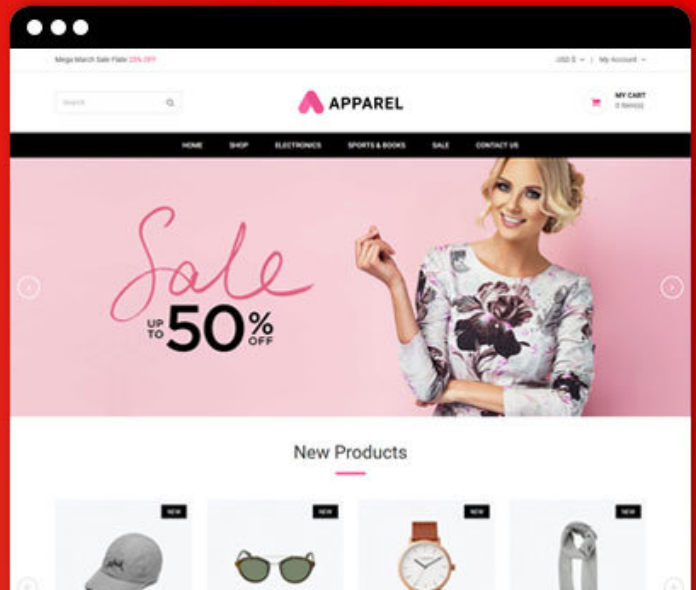 Mega March Sale Flate 25% OFF
USD $ | My Account
Search
APPAREL
MY CART
0 item(s)
HOME SHOP ELECTRONICS SPORTS & BOOKS SALE CONTACT US
Sale
UP TO 50% OFF
New Products
NEW NEW NEW NEW